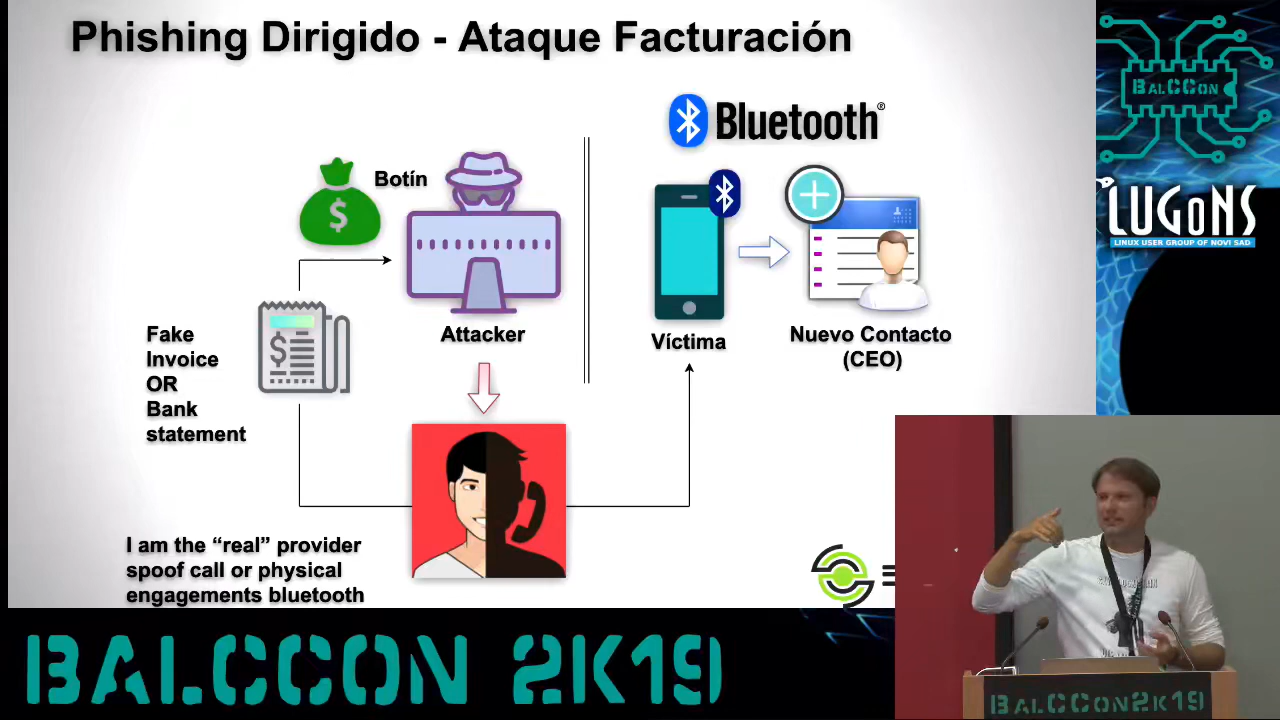 Phishing Dirigido - Ataque Facturación
Bluetooth®
Botín
Attacker
Víctima
Nuevo Contacto
(CEO)
Fake
Invoice
OR
Bank
statement
I am the “real” provider
spoof call or physical
engagements bluetooth
BALCCON
LUGONS
LINUX USER GROUP OF NOVI SAD
BALCCON 2K19
BALCCON2K19